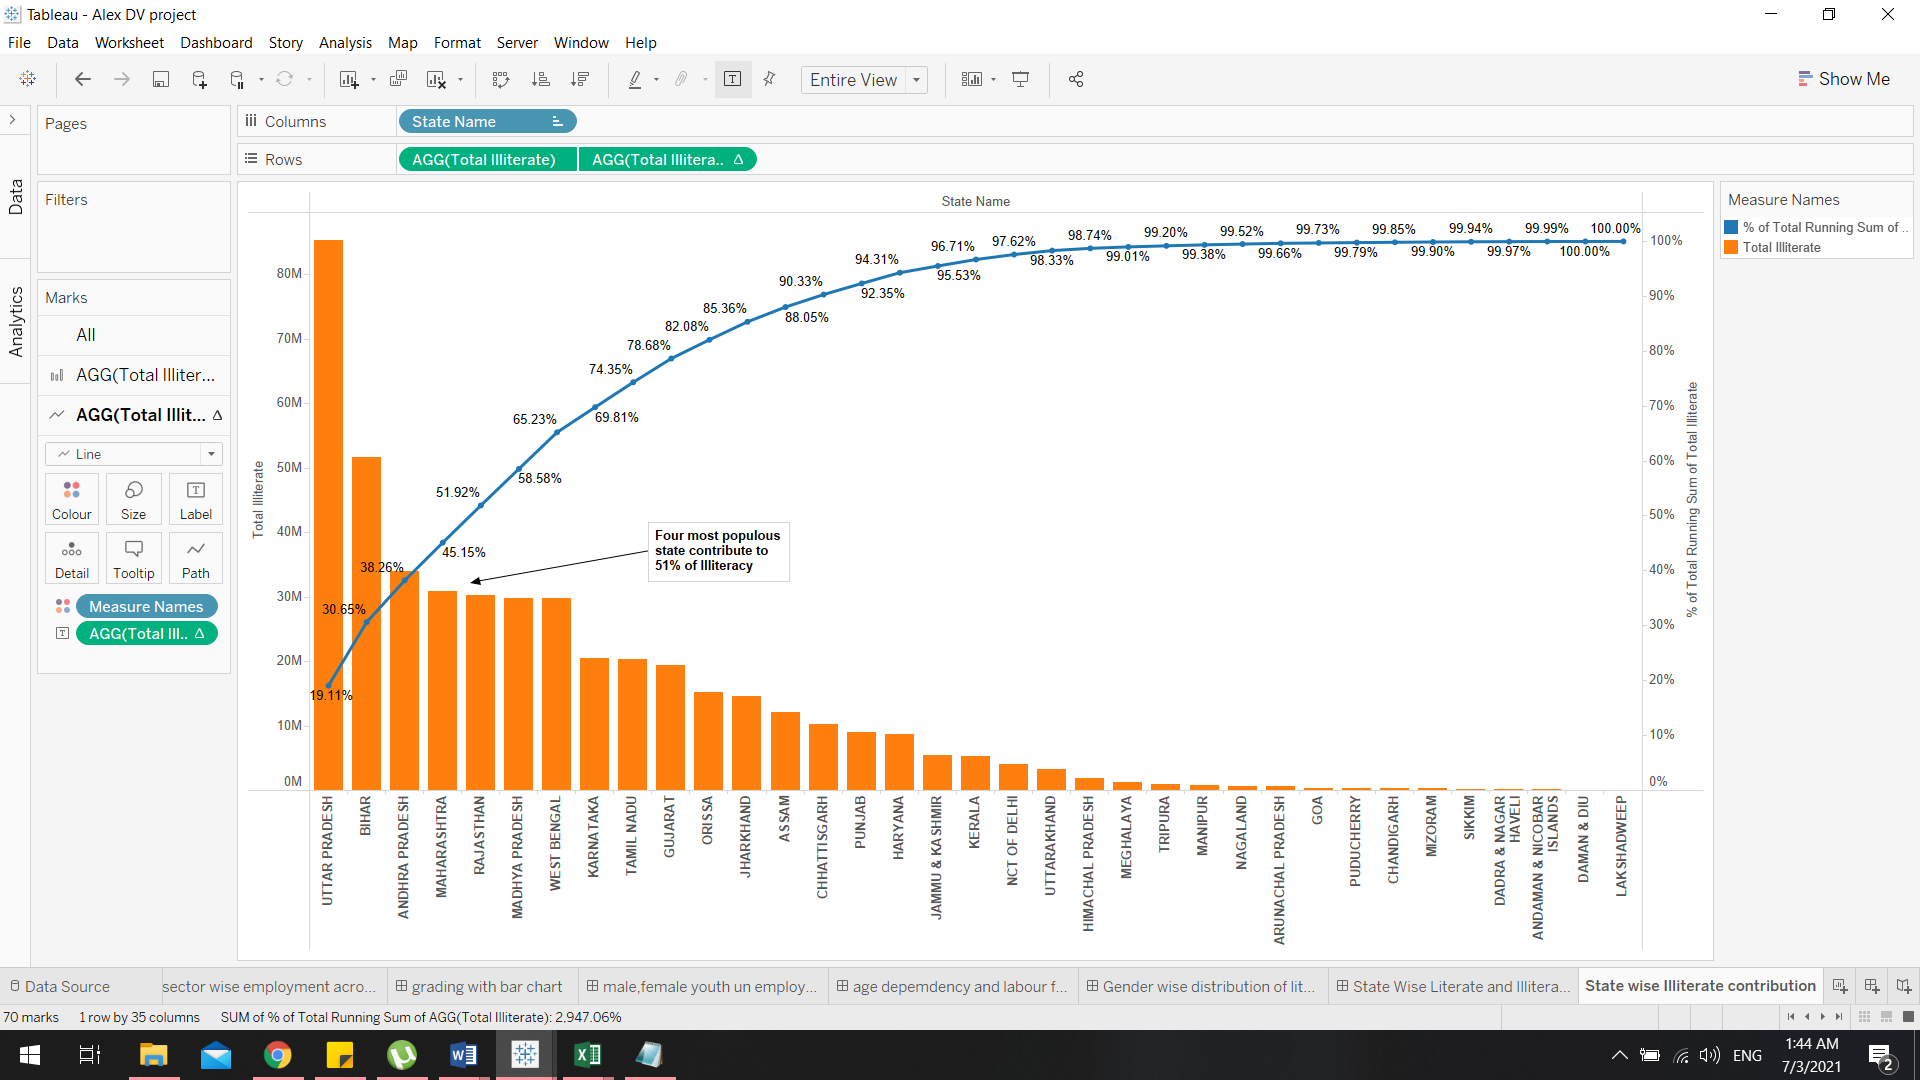 Tableau - Alex DV project
File Data Worksheet Dashboard Story Analysis Map Format Server Window Help
Entire View
Show Me
Data
Analytics
Pages
Filters
Marks
All
AGG(Total Illiter...
AGG(Total Illit... Δ
Line
Colour Size Label
Detail Tooltip Path
Measure Names
AGG(Total Ill.. Δ
Columns State Name
Rows AGG(Total Illiterate) AGG(Total Illitera.. Δ
State Name
Total Illiterate
80M
70M
60M
50M
40M
30M
20M
10M
0M
19.11%
30.65%
38.26%
45.15%
51.92%
58.58%
65.23%
69.81%
74.35%
78.68%
82.08%
85.36%
88.05%
90.33%
92.35%
94.31%
95.53%
96.71%
97.62%
98.33%
98.74%
99.01%
99.20%
99.38%
99.52%
99.66%
99.73%
99.79%
99.85%
99.90%
99.94%
99.97%
99.99%
100.00%
100.00%
Four most populous
state contribute to
51% of Illiteracy
100%
90%
80%
70%
60%
50%
40%
30%
20%
10%
0%
% of Total Running Sum of Total Illiterate
UTTAR PRADESH
BIHAR
ANDHRA PRADESH
MAHARASHTRA
RAJASTHAN
MADHYA PRADESH
WEST BENGAL
KARNATAKA
TAMIL NADU
GUJARAT
ORISSA
JHARKHAND
ASSAM
CHHATTISGARH
PUNJAB
HARYANA
JAMMU & KASHMIR
KERALA
NCT OF DELHI
UTTARAKHAND
HIMACHAL PRADESH
MEGHALAYA
TRIPURA
MANIPUR
NAGALAND
ARUNACHAL PRADESH
GOA
PUDUCHERRY
CHANDIGARH
MIZORAM
SIKKIM
DADRA & NAGAR
HAVELI
ANDAMAN & NICOBAR
ISLANDS
DAMAN & DIU
LAKSHADWEEP
Measure Names
% of Total Running Sum of ..
Total Illiterate
Data Source
sector wise employment acro...
grading with bar chart
male,female youth un employ...
age depemdency and labour f...
Gender wise distribution of lit...
State Wise Literate and Illitera...
State wise Illiterate contribution
70 marks 1 row by 35 columns SUM of % of Total Running Sum of AGG(Total Illiterate): 2,947.06%
ENG
1:44 AM
7/3/2021
2